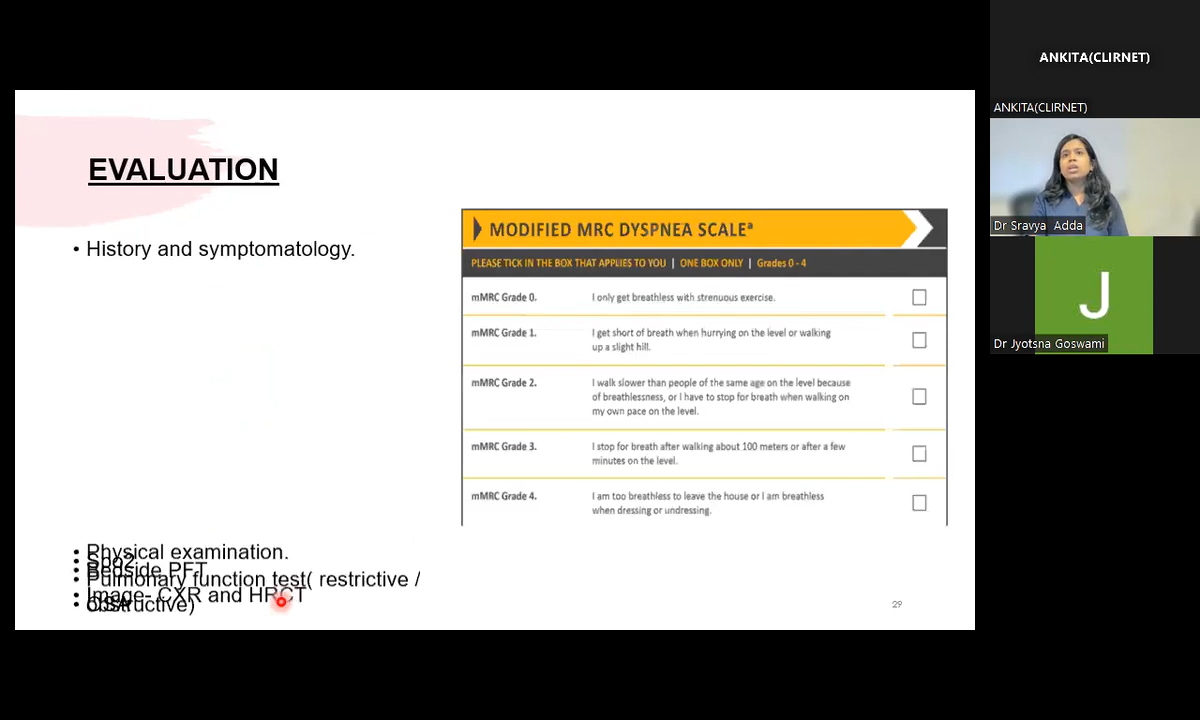 EVALUATION
• History and symptomatology.
• Physical examination.
• Spo2
• Bedside PFT
• Pulmonary function test( restrictive /
obstructive)
• Image- CXR and HRCT
MODIFIED MRC DYSPNEA SCALEª
PLEASE TICK IN THE BOX THAT APPLIES TO YOU | ONE BOX ONLY | Grades 0 - 4
mMRC Grade 0. I only get breathless with strenuous exercise.
mMRC Grade 1. I get short of breath when hurrying on the level or walking
up a slight hill.
mMRC Grade 2. I walk slower than people of the same age on the level because
of breathlessness, or I have to stop for breath when walking on
my own pace on the level.
mMRC Grade 3. I stop for breath after walking about 100 meters or after a few
minutes on the level.
mMRC Grade 4. I am too breathless to leave the house or I am breathless
when dressing or undressing.
29
ANKITA(CLIRNET)
ANKITA(CLIRNET)
Dr Sravya Adda
J
Dr Jyotsna Goswami